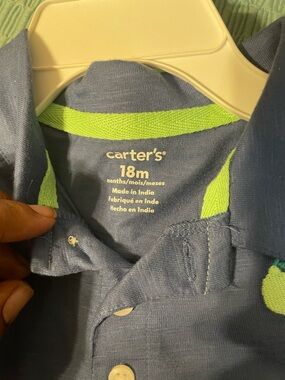 carter's®
18m
months/mois/meses
Made in India
Fabriqué en Inde
Hecho en India